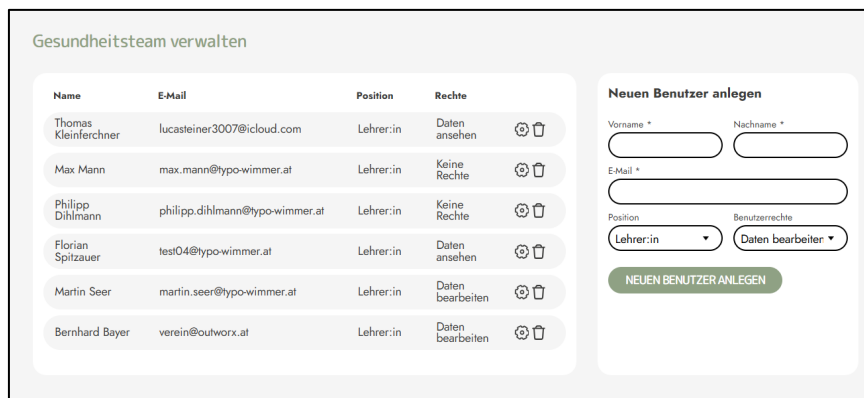 Gesundheitsteam verwalten
Name E-Mail Position Rechte
Thomas Kleinferchner lucasteiner3007@icloud.com Lehrer:in Daten ansehen
Max Mann max.mann@typo-wimmer.at Lehrer:in Keine Rechte
Philipp Dihlmann philipp.dihlmann@typo-wimmer.at Lehrer:in Keine Rechte
Florian Spitzauer test04@typo-wimmer.at Lehrer:in Daten ansehen
Martin Seer martin.seer@typo-wimmer.at Lehrer:in Daten bearbeiten
Bernhard Bayer verein@outworx.at Lehrer:in Daten bearbeiten
Neuen Benutzer anlegen
Vorname * Nachname *
E-Mail *
Position Benutzerrechte
Lehrer:in Daten bearbeiten
NEUEN BENUTZER ANLEGEN